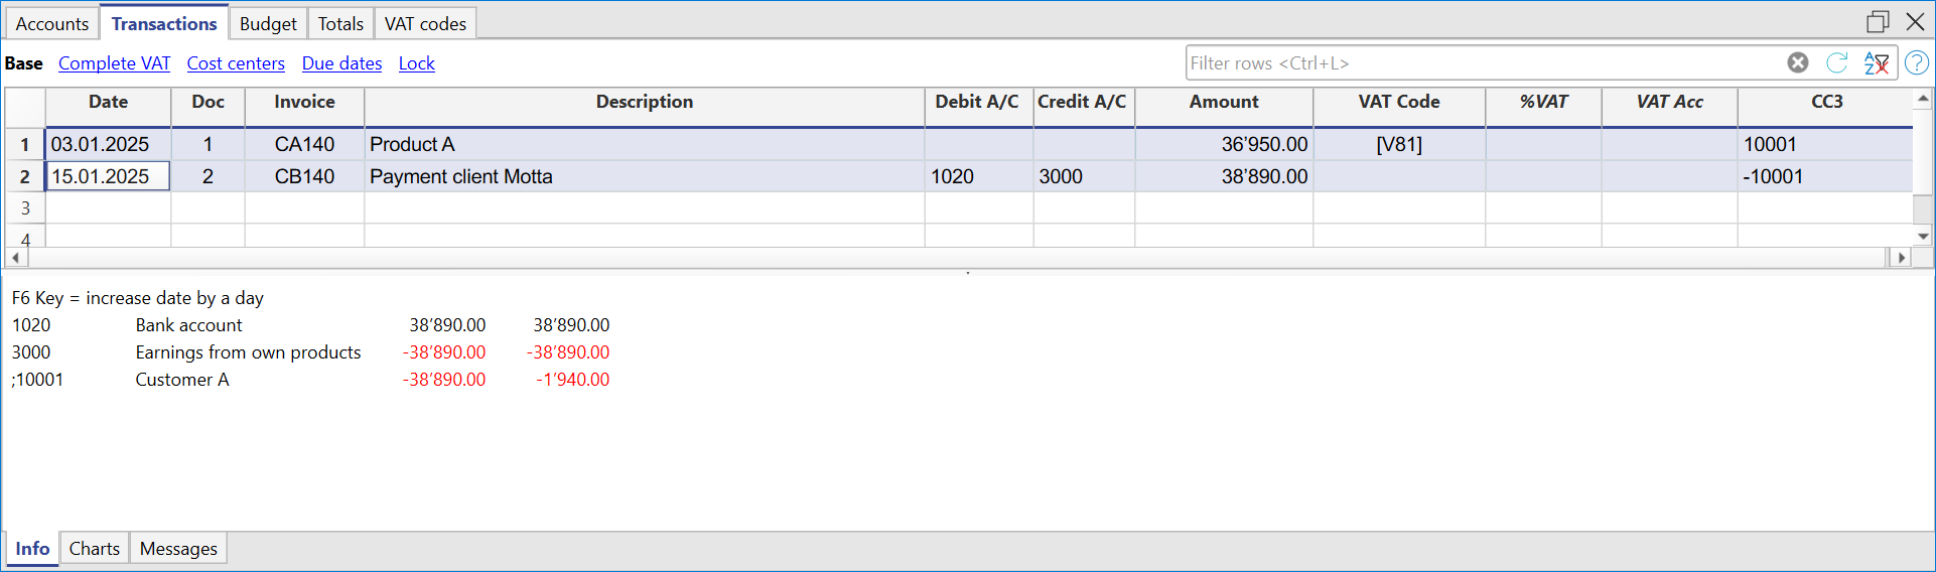 Accounts Transactions Budget Totals VAT codes
Base Complete VAT Cost centers Due dates Lock Filter rows <Ctrl+L>
Date Doc Invoice Description Debit A/C Credit A/C Amount VAT Code %VAT VAT Acc CC3
1 03.01.2025 1 CA140 Product A 36’950.00 [V81] 10001
2 15.01.2025 2 CB140 Payment client Motta 1020 3000 38’890.00 -10001
3
4
F6 Key = increase date by a day
1020 Bank account 38’890.00 38’890.00
3000 Earnings from own products -38’890.00 -38’890.00
;10001 Customer A -38’890.00 -1’940.00
Info Charts Messages